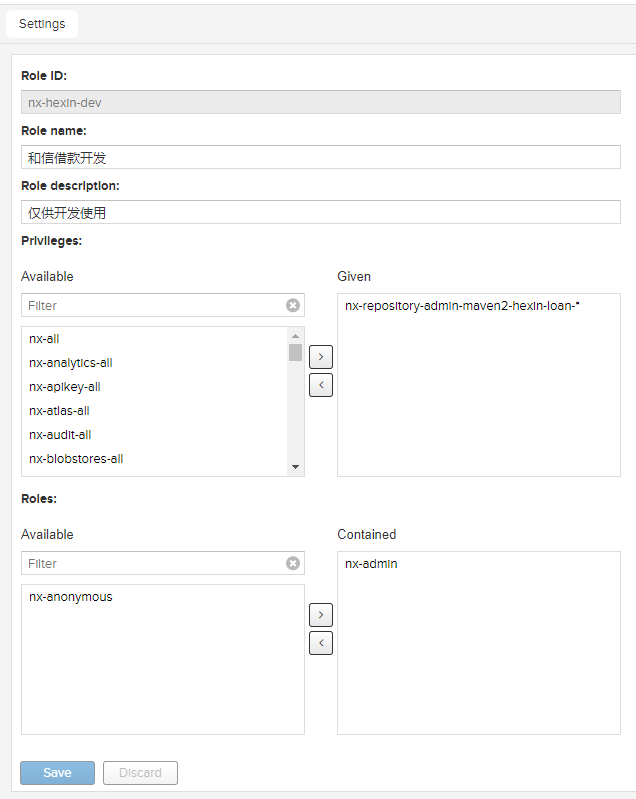 Settings
Role ID:
nx-hexin-dev
Role name:
和信借款开发
Role description:
仅供开发使用
Privileges:
Available
Given
Filter
nx-repository-admin-maven2-hexin-loan-*
nx-all
nx-analytics-all
nx-apikey-all
nx-atlas-all
nx-audit-all
nx-blobstores-all
Roles:
Available
Contained
Filter
nx-admin
nx-anonymous
Save
Discard